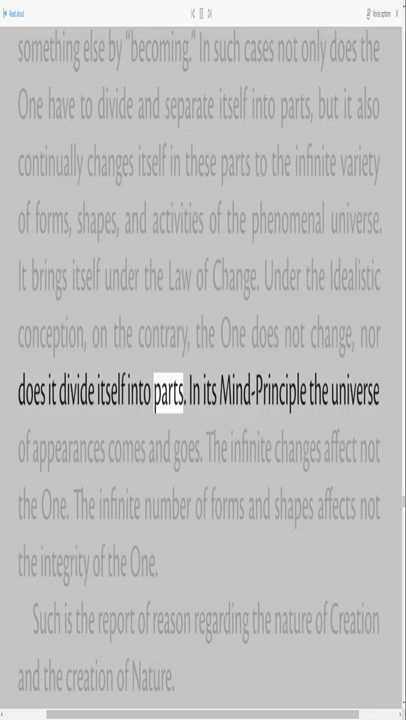 Read aloud
Voice options
something else by “becoming.” In such cases not only does the
One have to divide and separate itself into parts, but it also
continually changes itself in these parts to the infinite variety
of forms, shapes, and activities of the phenomenal universe.
It brings itself under the Law of Change. Under the Idealistic
conception, on the contrary, the One does not change, nor
does it divide itself into parts. In its Mind-Principle the universe
of appearances comes and goes. The infinite changes affect not
the One. The infinite number of forms and shapes affects not
the integrity of the One.
Such is the report of reason regarding the nature of Creation
and the creation of Nature.